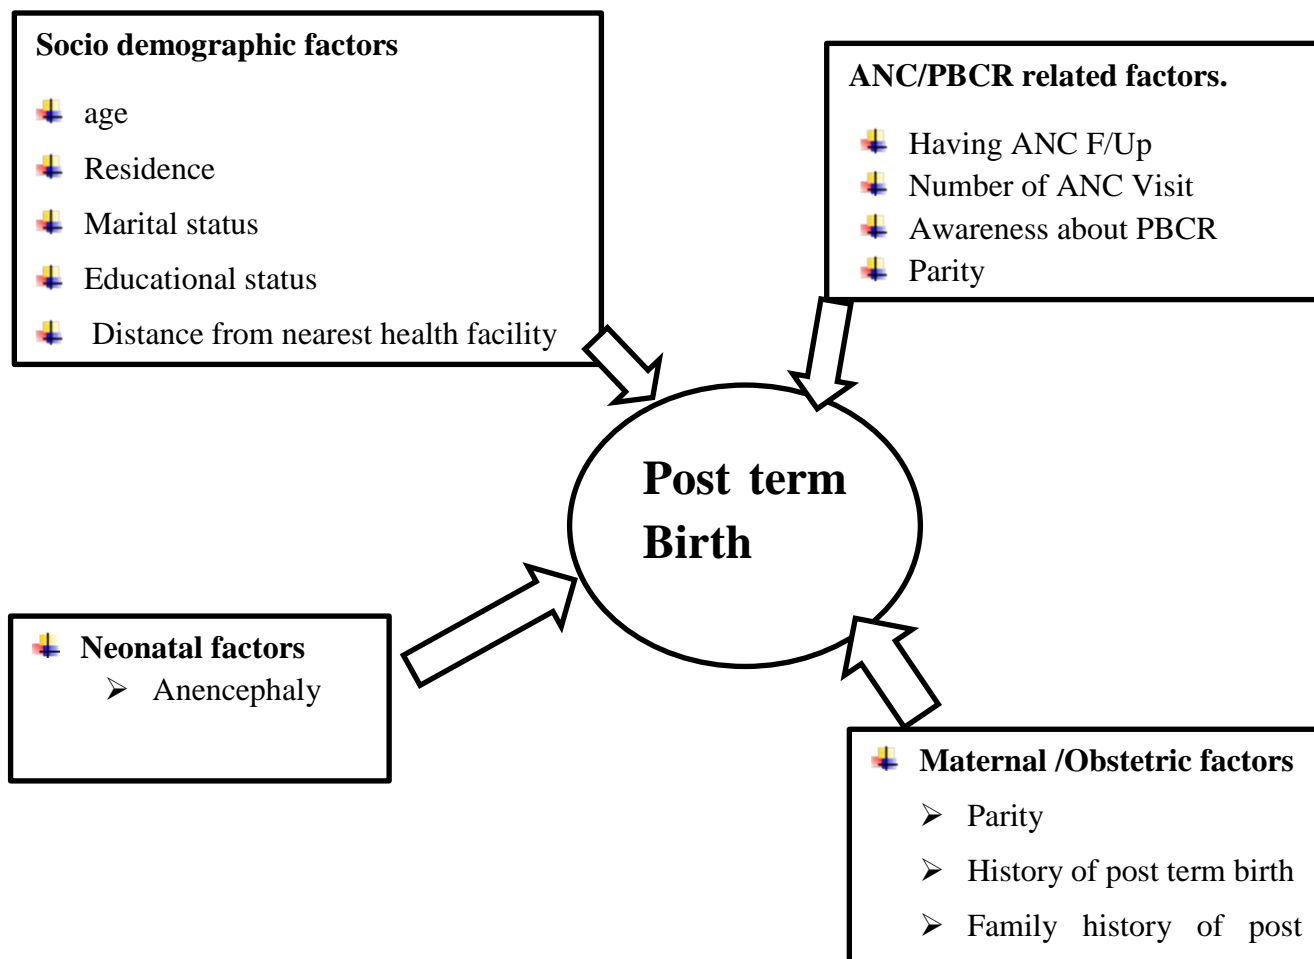 Socio demographic factors
age
Residence
Marital status
Educational status
Distance from nearest health facility
ANC/PBCR related factors.
Having ANC F/Up
Number of ANC Visit
Awareness about PBCR
Parity
Post term
Birth
Neonatal factors
➢ Anencephaly
Maternal /Obstetric factors
➢ Parity
➢ History of post term birth
➢ Family history of post